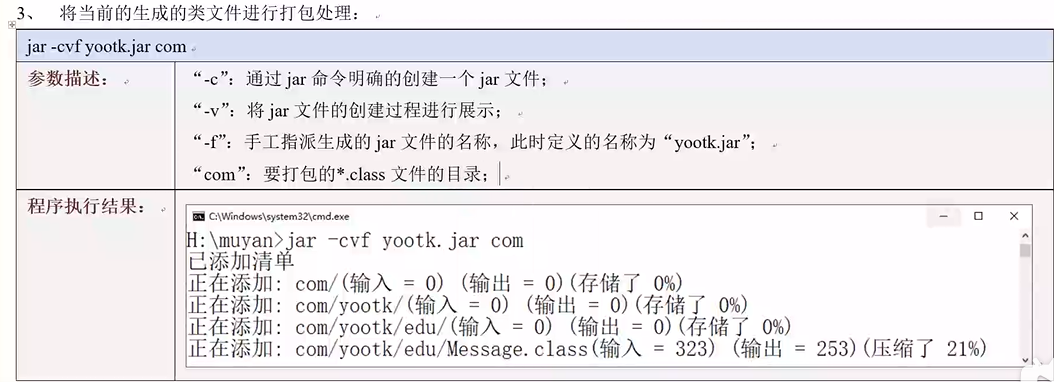 3、 将当前的生成的类文件进行打包处理：
jar -cvf yootk.jar com
参数描述：
“-c”：通过 jar 命令明确的创建一个 jar 文件；
“-v”：将 jar 文件的创建过程进行展示；
“-f”：手工指派生成的 jar 文件的名称，此时定义的名称为“yootk.jar”；
“com”：要打包的*.class 文件的目录；
程序执行结果：
C:\Windows\system32\cmd.exe
H:\muyan>jar -cvf yootk.jar com
已添加清单
正在添加: com/(输入 = 0) (输出 = 0)(存储了 0%)
正在添加: com/yootk/(输入 = 0) (输出 = 0)(存储了 0%)
正在添加: com/yootk/edu/(输入 = 0) (输出 = 0)(存储了 0%)
正在添加: com/yootk/edu/Message.class(输入 = 323) (输出 = 253)(压缩了 21%)